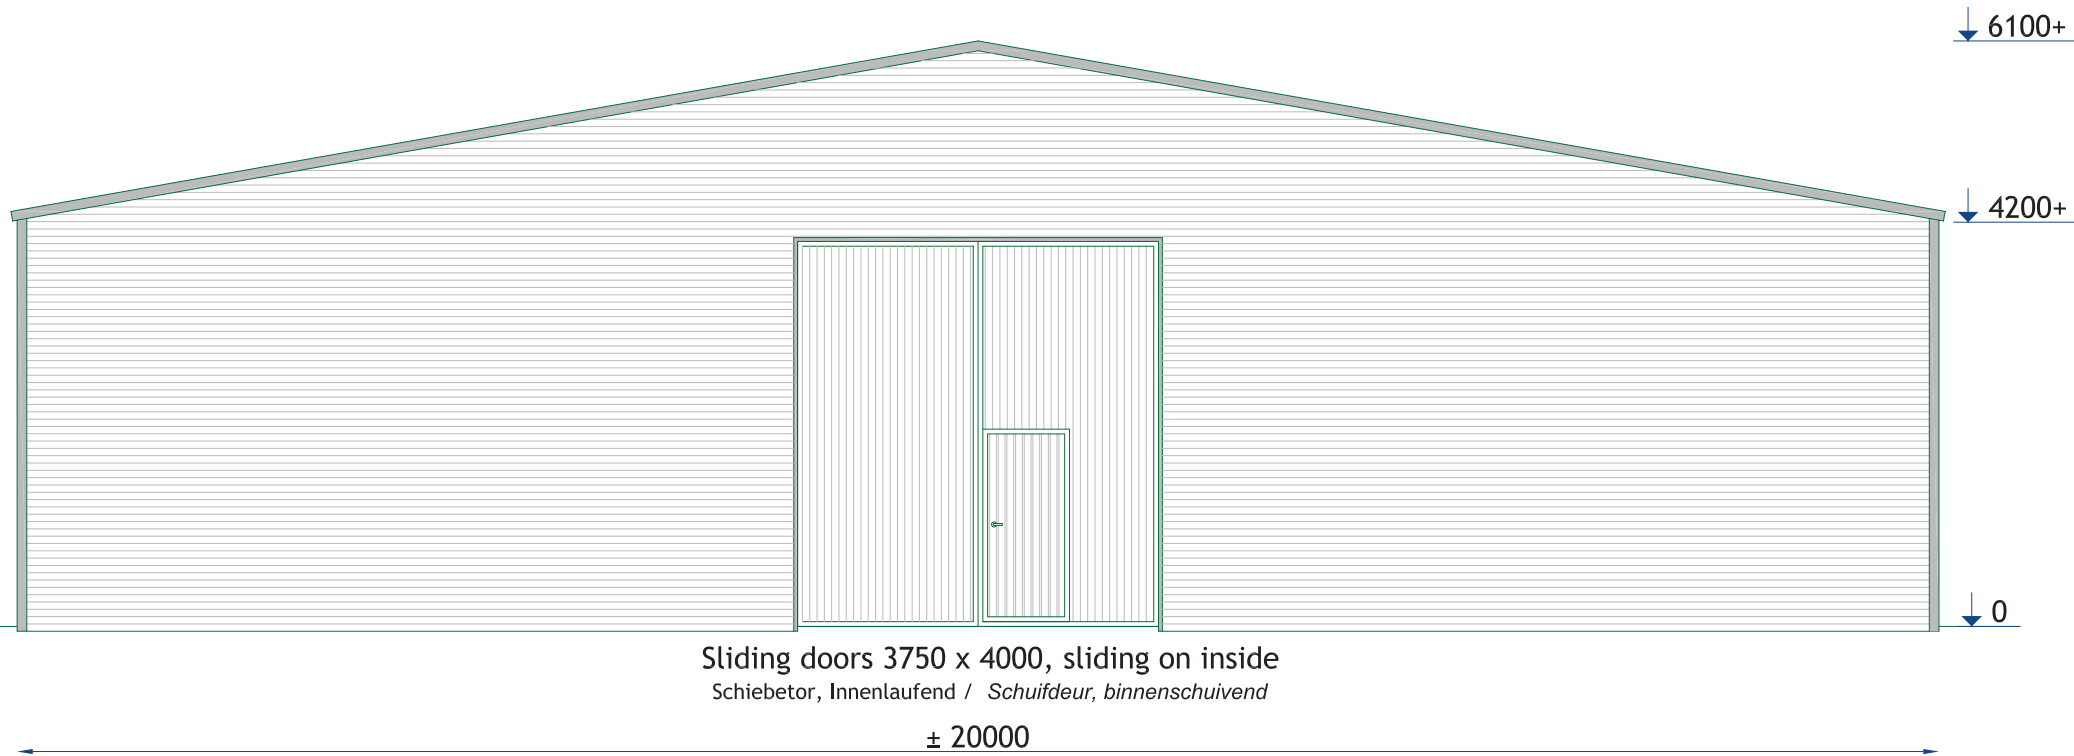 6100+
4200+
0
Sliding doors 3750 x 4000, sliding on inside
Schiebetor, Innenlaufend / Schuifdeur, binnenschuivend
± 20000